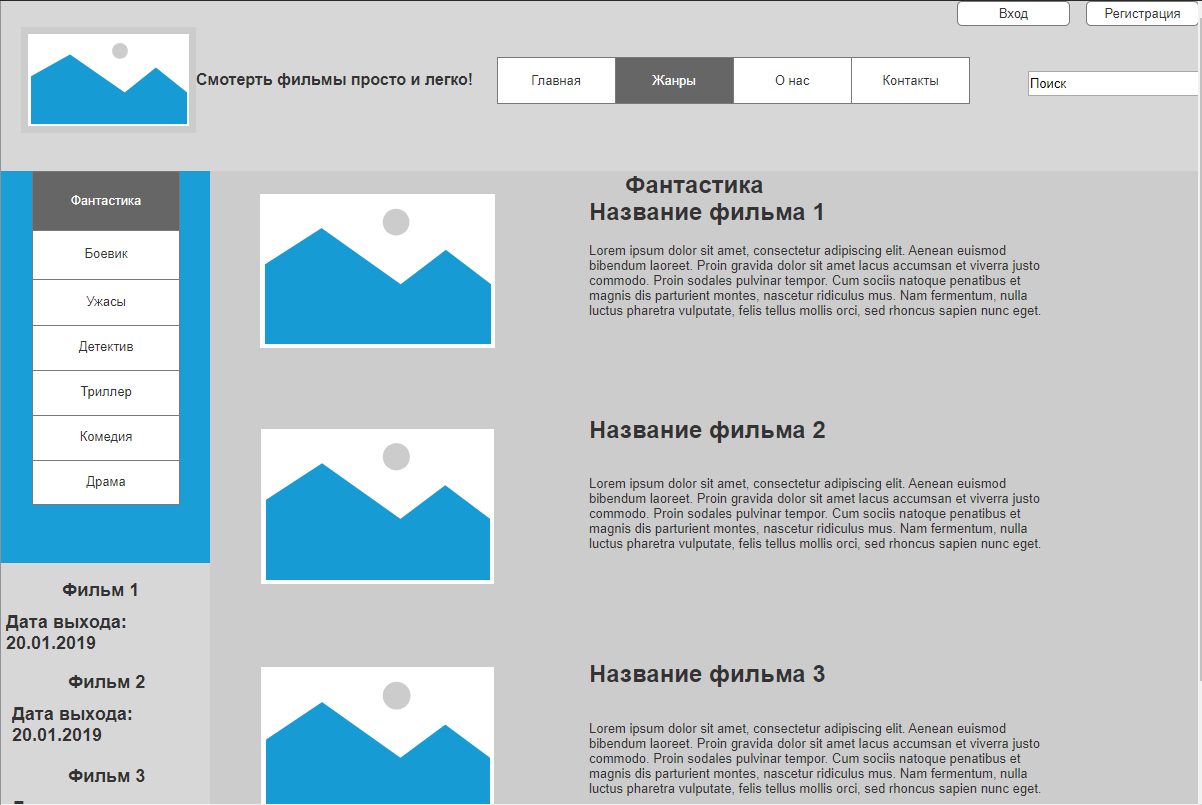 Вход
Регистрация
Смотерть фильмы просто и легко!
Главная
Жанры
О нас
Контакты
Поиск
Фантастика
Боевик
Ужасы
Детектив
Триллер
Комедия
Драма
Фильм 1
Дата выхода:
20.01.2019
Фильм 2
Дата выхода:
20.01.2019
Фильм 3
Фантастика
Название фильма 1
Lorem ipsum dolor sit amet, consectetur adipiscing elit. Aenean euismod
bibendum laoreet. Proin gravida dolor sit amet lacus accumsan et viverra justo
commodo. Proin sodales pulvinar tempor. Cum sociis natoque penatibus et
magnis dis parturient montes, nascetur ridiculus mus. Nam fermentum, nulla
luctus pharetra vulputate, felis tellus mollis orci, sed rhoncus sapien nunc eget.
Название фильма 2
Lorem ipsum dolor sit amet, consectetur adipiscing elit. Aenean euismod
bibendum laoreet. Proin gravida dolor sit amet lacus accumsan et viverra justo
commodo. Proin sodales pulvinar tempor. Cum sociis natoque penatibus et
magnis dis parturient montes, nascetur ridiculus mus. Nam fermentum, nulla
luctus pharetra vulputate, felis tellus mollis orci, sed rhoncus sapien nunc eget.
Название фильма 3
Lorem ipsum dolor sit amet, consectetur adipiscing elit. Aenean euismod
bibendum laoreet. Proin gravida dolor sit amet lacus accumsan et viverra justo
commodo. Proin sodales pulvinar tempor. Cum sociis natoque penatibus et
magnis dis parturient montes, nascetur ridiculus mus. Nam fermentum, nulla
luctus pharetra vulputate, felis tellus mollis orci, sed rhoncus sapien nunc eget.